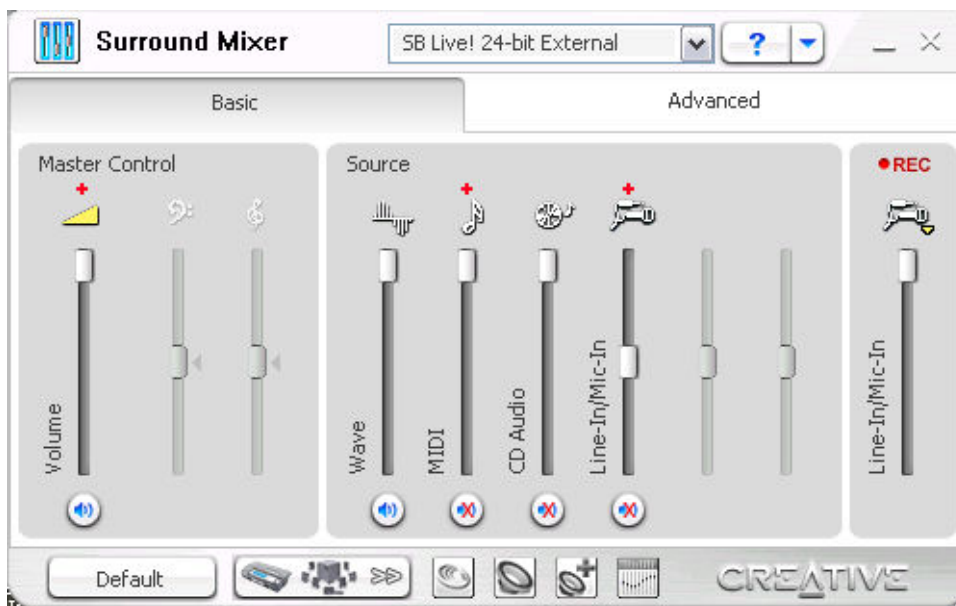 Surround Mixer
SB Live! 24-bit External
?
Basic
Advanced
Master Control
Source
REC
Volume
Wave
MIDI
CD Audio
Line-In/Mic-In
Line-In/Mic-In
Default
CREATIVE